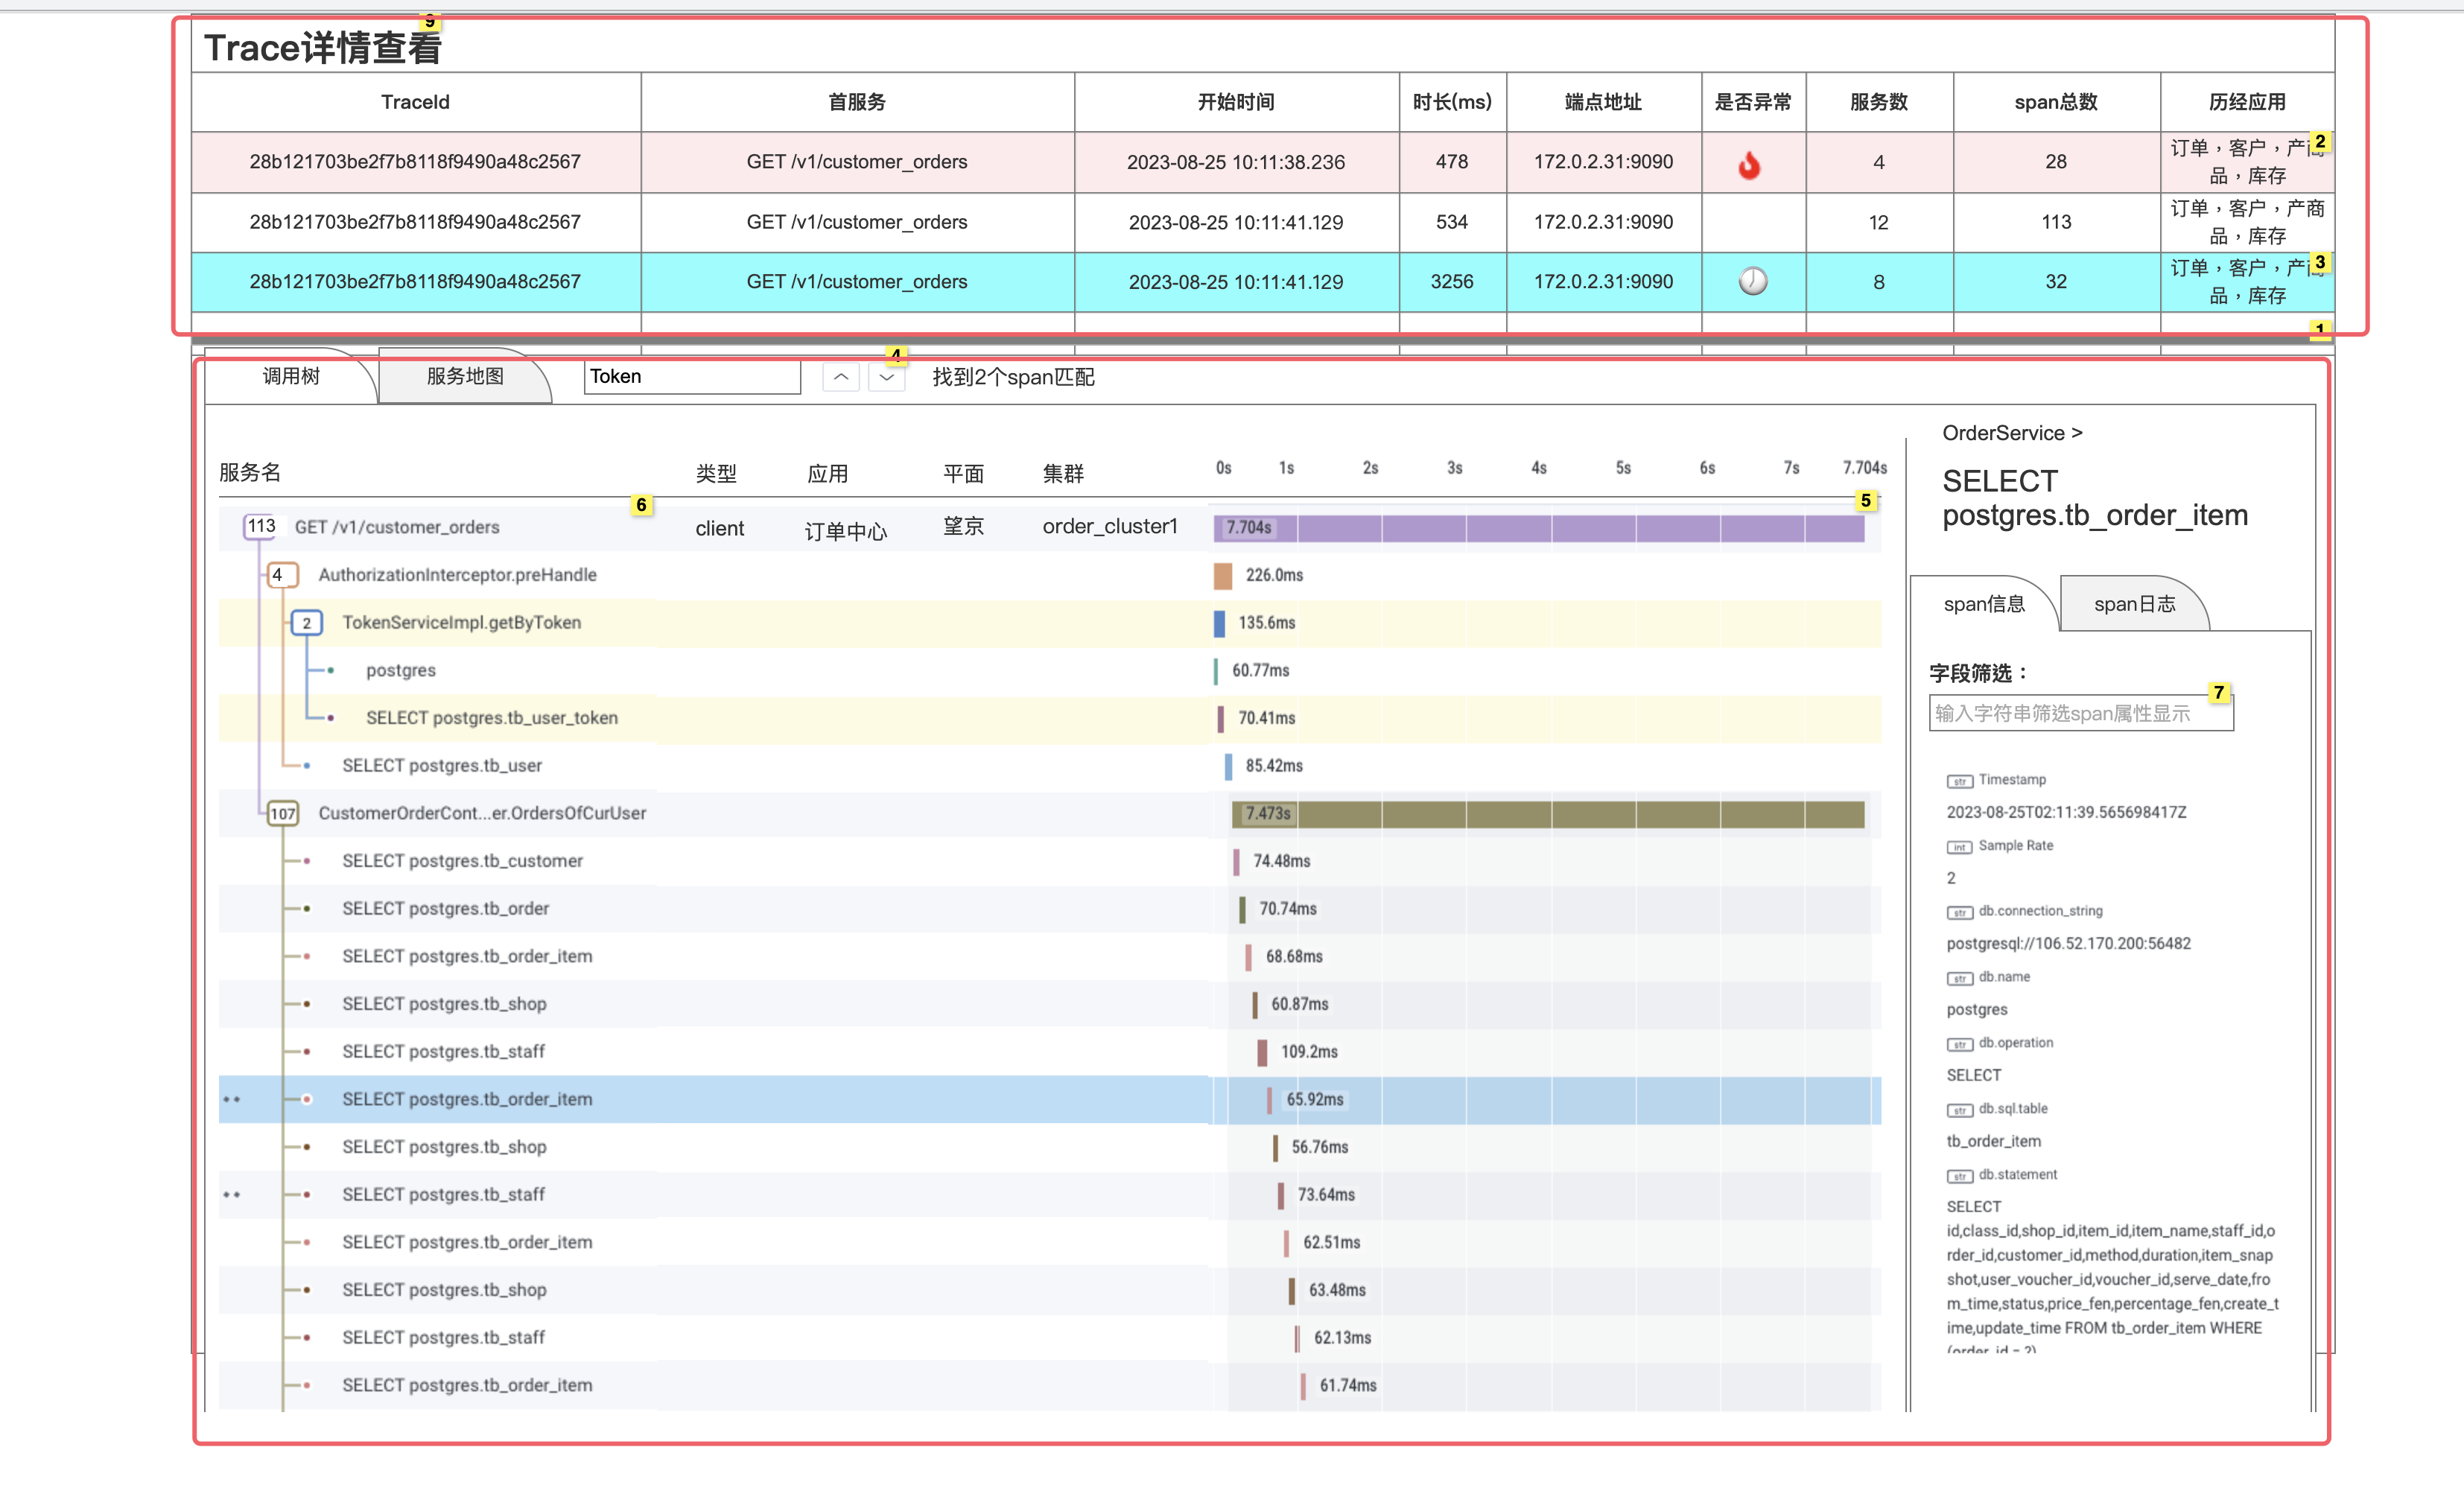 9
Trace详情查看
TraceId 首服务 开始时间 时长(ms) 端点地址 是否异常 服务数 span总数 历经应用
28b121703be2f7b8118f9490a48c2567 GET /v1/customer_orders 2023-08-25 10:11:38.236 478 172.0.2.31:9090 4 28 订单，客户，产商品，库存 2
28b121703be2f7b8118f9490a48c2567 GET /v1/customer_orders 2023-08-25 10:11:41.129 534 172.0.2.31:9090 12 113 订单，客户，产商品，库存
28b121703be2f7b8118f9490a48c2567 GET /v1/customer_orders 2023-08-25 10:11:41.129 3256 172.0.2.31:9090 8 32 订单，客户，产商品，库存 3
1
调用树 服务地图 Token 4 找到2个span匹配
服务名 类型 应用 平面 集群 0s 1s 2s 3s 4s 5s 6s 7s 7.704s
6 5
113 GET /v1/customer_orders client 订单中心 望京 order_cluster1 7.704s
4 AuthorizationInterceptor.preHandle 226.0ms
2 TokenServiceImpl.getByToken 135.6ms
postgres 60.77ms
SELECT postgres.tb_user_token 70.41ms
SELECT postgres.tb_user 85.42ms
107 CustomerOrderCont...er.OrdersOfCurUser 7.473s
SELECT postgres.tb_customer 74.48ms
SELECT postgres.tb_order 70.74ms
SELECT postgres.tb_order_item 68.68ms
SELECT postgres.tb_shop 60.87ms
SELECT postgres.tb_staff 109.2ms
SELECT postgres.tb_order_item 65.92ms
SELECT postgres.tb_shop 56.76ms
SELECT postgres.tb_staff 73.64ms
SELECT postgres.tb_order_item 62.51ms
SELECT postgres.tb_shop 63.48ms
SELECT postgres.tb_staff 62.13ms
SELECT postgres.tb_order_item 61.74ms
OrderService >
SELECT
postgres.tb_order_item
span信息 span日志
字段筛选：
7
输入字符串筛选span属性显示
str Timestamp
2023-08-25T02:11:39.565698417Z
int Sample Rate
2
str db.connection_string
postgresql://106.52.170.200:56482
str db.name
postgres
str db.operation
SELECT
str db.sql.table
tb_order_item
str db.statement
SELECT
id,class_id,shop_id,item_id,item_name,staff_id,o
rder_id,customer_id,method,duration,item_snap
shot,user_voucher_id,voucher_id,serve_date,fro
m_time,status,price_fen,percentage_fen,create_t
ime,update_time FROM tb_order_item WHERE
(order_id = ?)